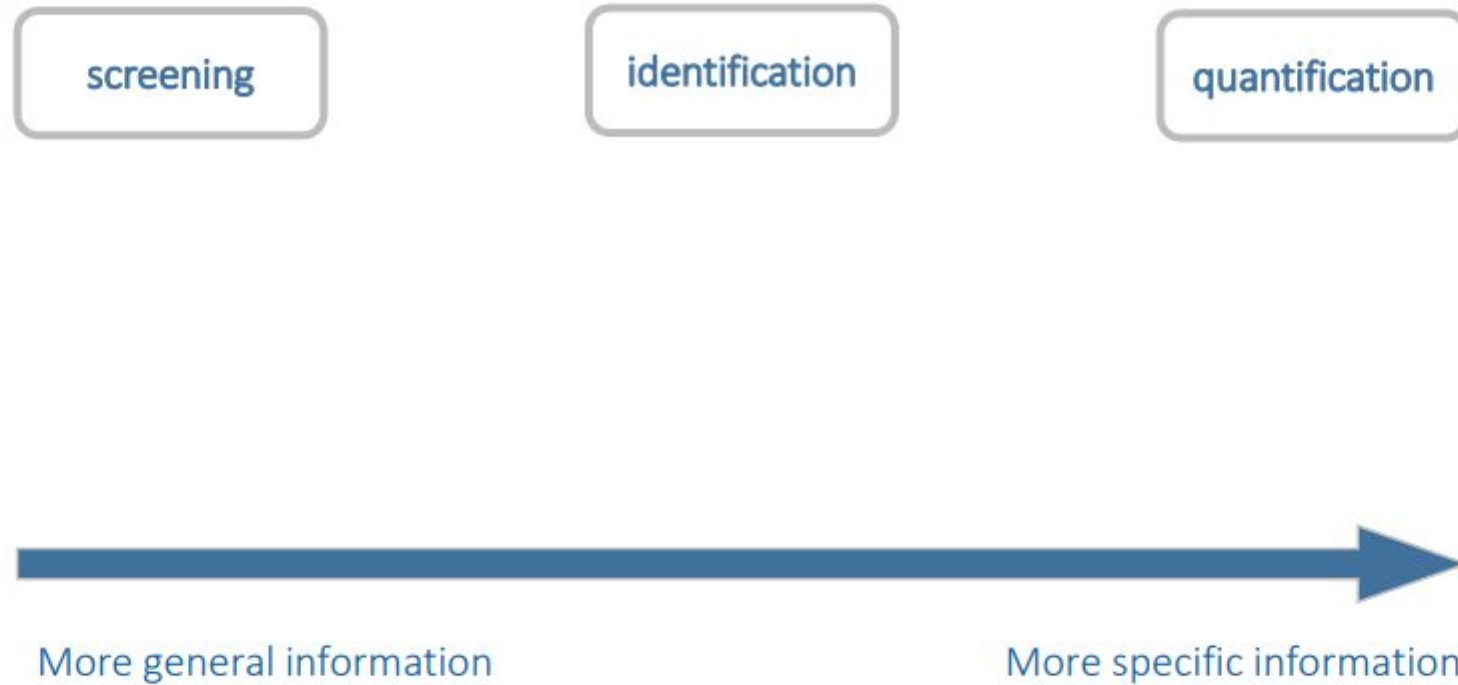 screening
identification
quantification
More general information
More specific information